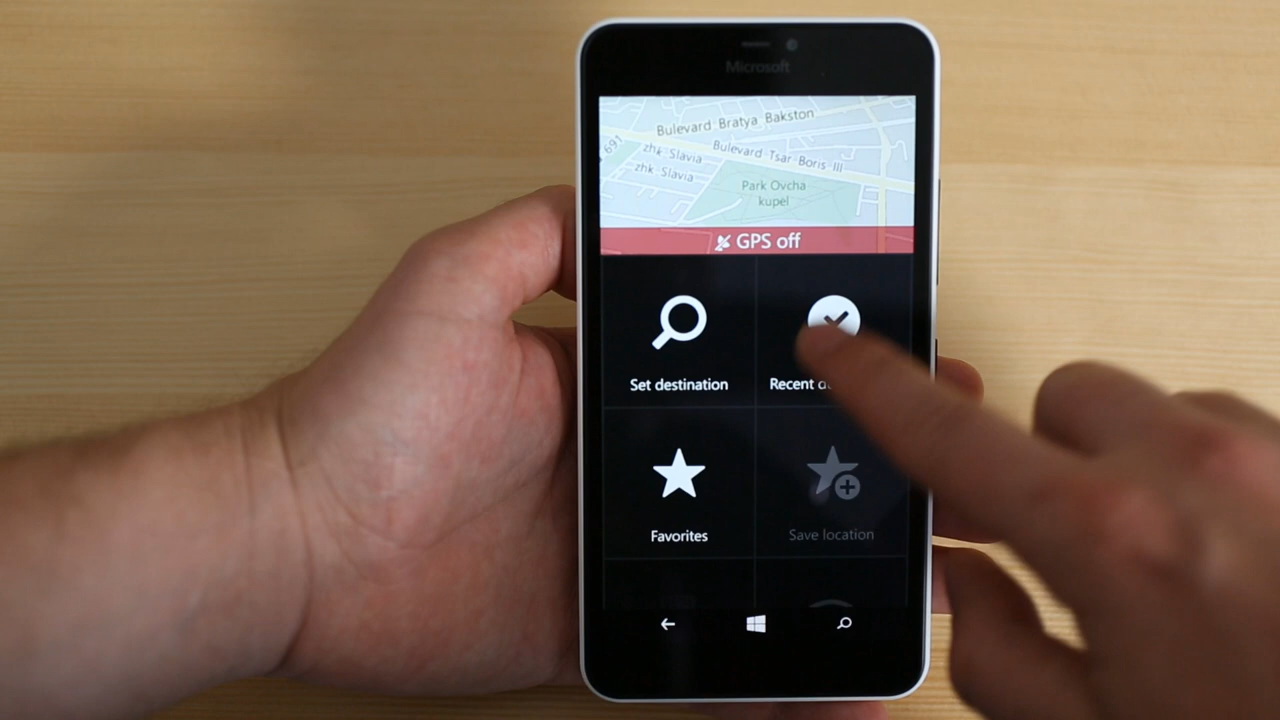 Microsoft
Bulevard Bratya Bakston
691
zhk Slavia
Bulevard Tsar Boris III
zhk Slavia
Park Ovcha
kupel
GPS off
Set destination
Recent
Favorites
Save location